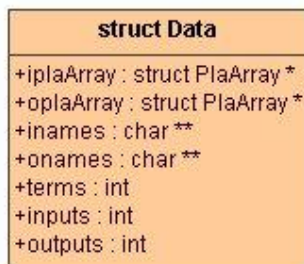 struct Data
+iplaArray : struct PlaArray *
+oplaArray : struct PlaArray *
+inames : char **
+onames : char **
+terms : int
+inputs : int
+outputs : int